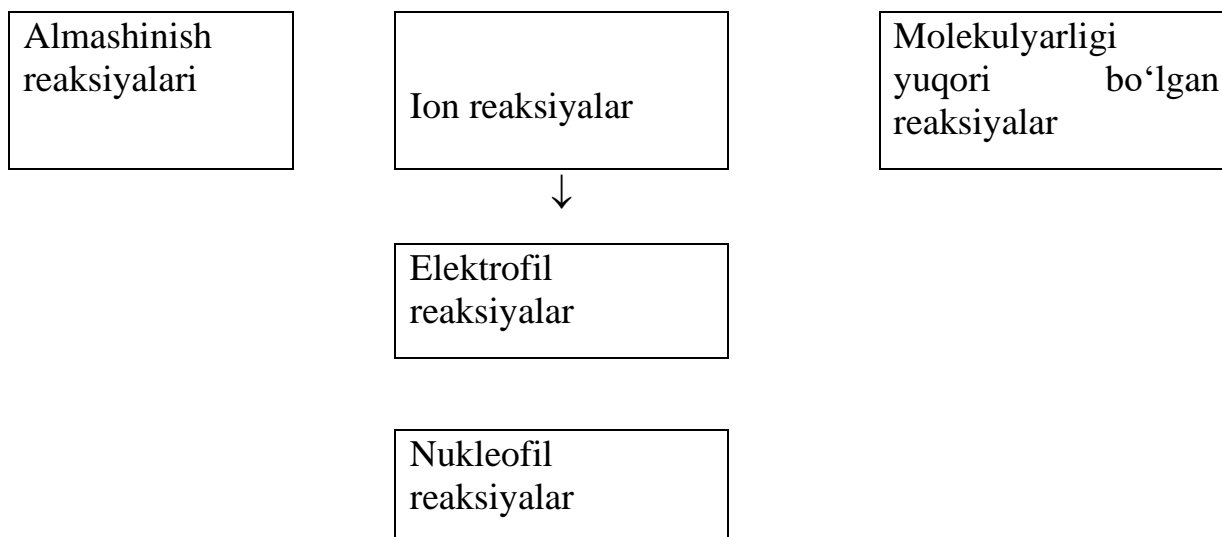 Almashinish
reaksiyalari
Ion reaksiyalar
Molekulyarligi
yuqori bo‘lgan
reaksiyalar
↓
Elektrofil
reaksiyalar
Nukleofil
reaksiyalar